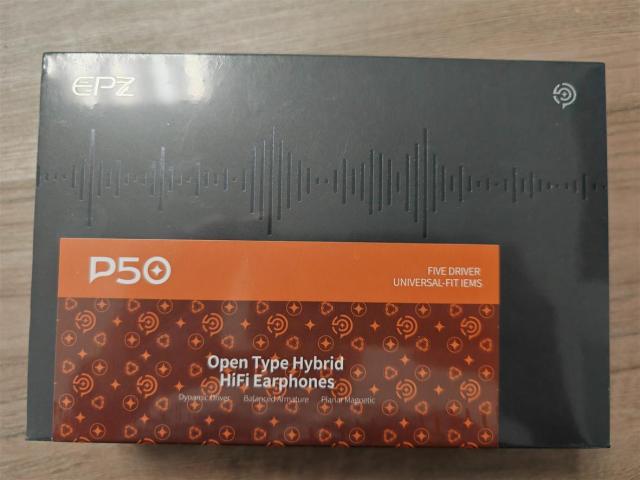 EPZ
P50
FIVE DRIVER
UNIVERSAL-FIT IEMS
Open Type Hybrid
HiFi Earphones
Dynamic Driver Balanced Armature Planar Magnetic